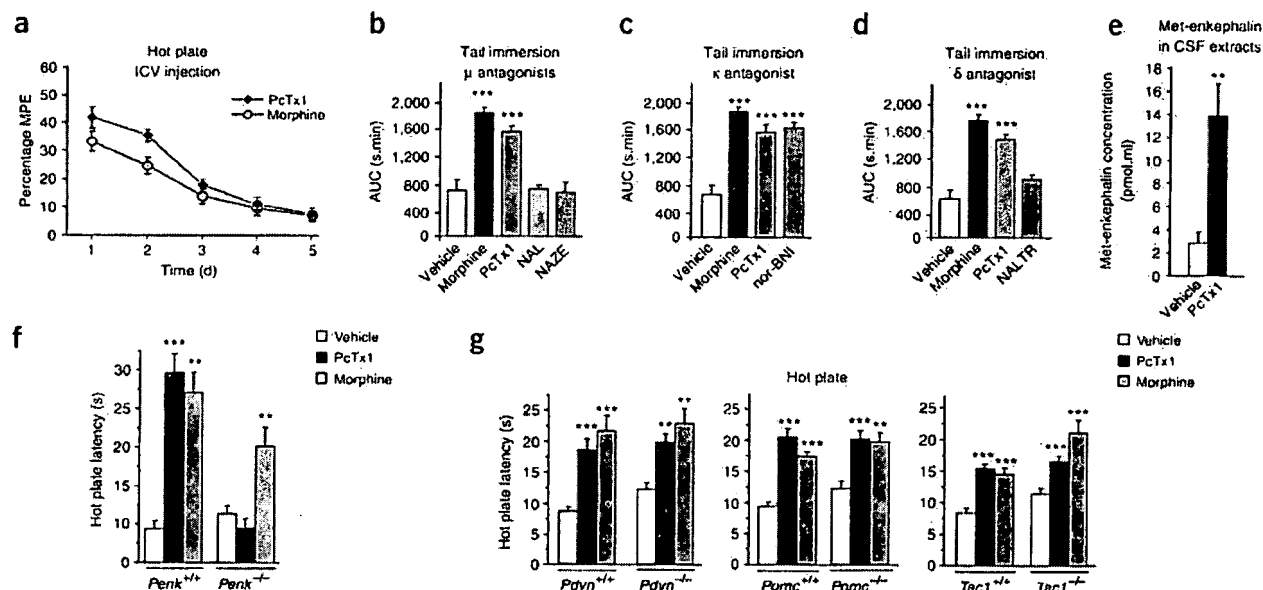 a
Hot plate
ICV injection
Percentage MPE
60
50
40
30
20
10
0
PcTx1
Morphine
1 2 3 4 5
Time (d)
b
Tail immersion
μ antagonists
AUC (s.min)
2,000
1,600
1,200
800
400
0
***
***
Vehicle
Morphine
PcTx1
NAL
NAZE
c
Tail immersion
κ antagonist
AUC (s.min)
2,000
1,600
1,200
800
400
0
***
*** ***
Vehicle
Morphine
PcTx1
nor-BNI
d
Tail immersion
δ antagonist
AUC (s.min)
2,000
1,600
1,200
800
400
0
***
***
Vehicle
Morphine
PcTx1
NALTR
e
Met-enkephalin
in CSF extracts
Met-enkephalin concentration
(pmol.ml)
18
16
14
12
10
8
6
4
2
0
**
Vehicle
PcTx1
f
Vehicle
PcTx1
Morphine
Hot plate latency (s)
30
25
20
15
10
5
0
***
**
**
Penk+/+ Penk−/−
g
Vehicle
PcTx1
Morphine
Hot plate
Hot plate latency (s)
25
20
15
10
5
0
*** ***
** **
Pdyn+/+ Pdyn−/−
25
20
15
10
5
0
*** ***
*** **
Pomc+/+ Pomc−/−
25
20
15
10
5
0
*** ***
*** ***
Tac1+/+ Tac1−/−